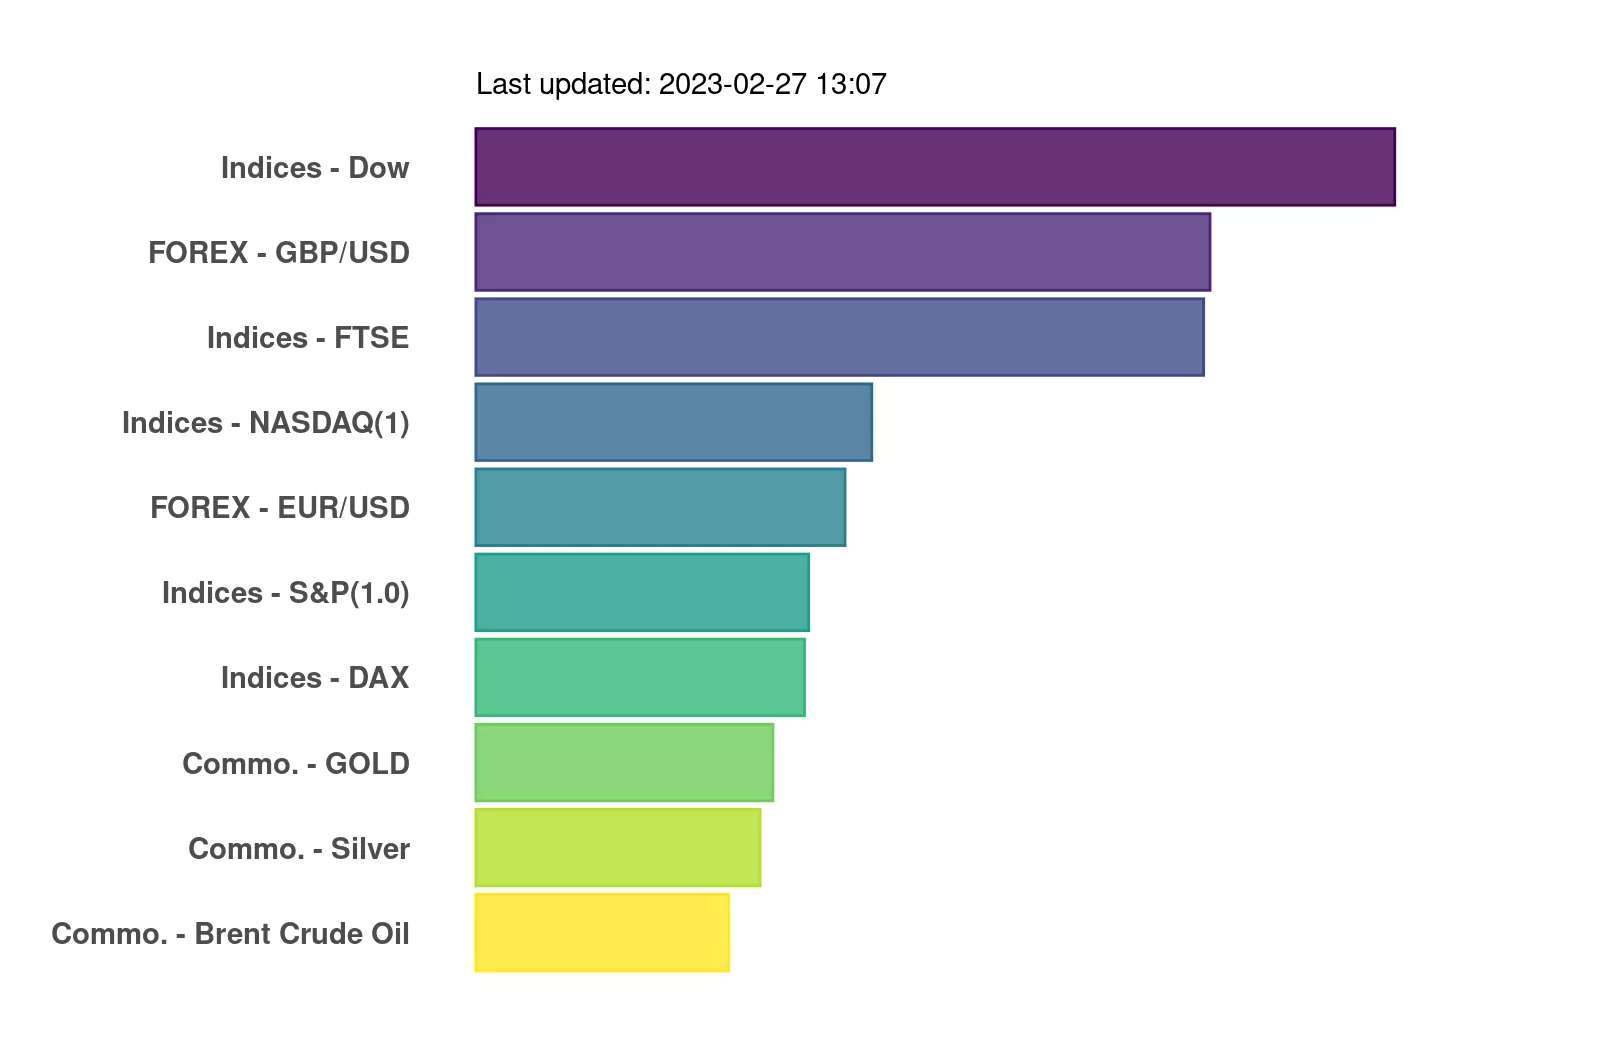 Last updated: 2023-02-27 13:07
Indices - Dow
FOREX - GBP/USD
Indices - FTSE
Indices - NASDAQ(1)
FOREX - EUR/USD
Indices - S&P(1.0)
Indices - DAX
Commo. - GOLD
Commo. - Silver
Commo. - Brent Crude Oil